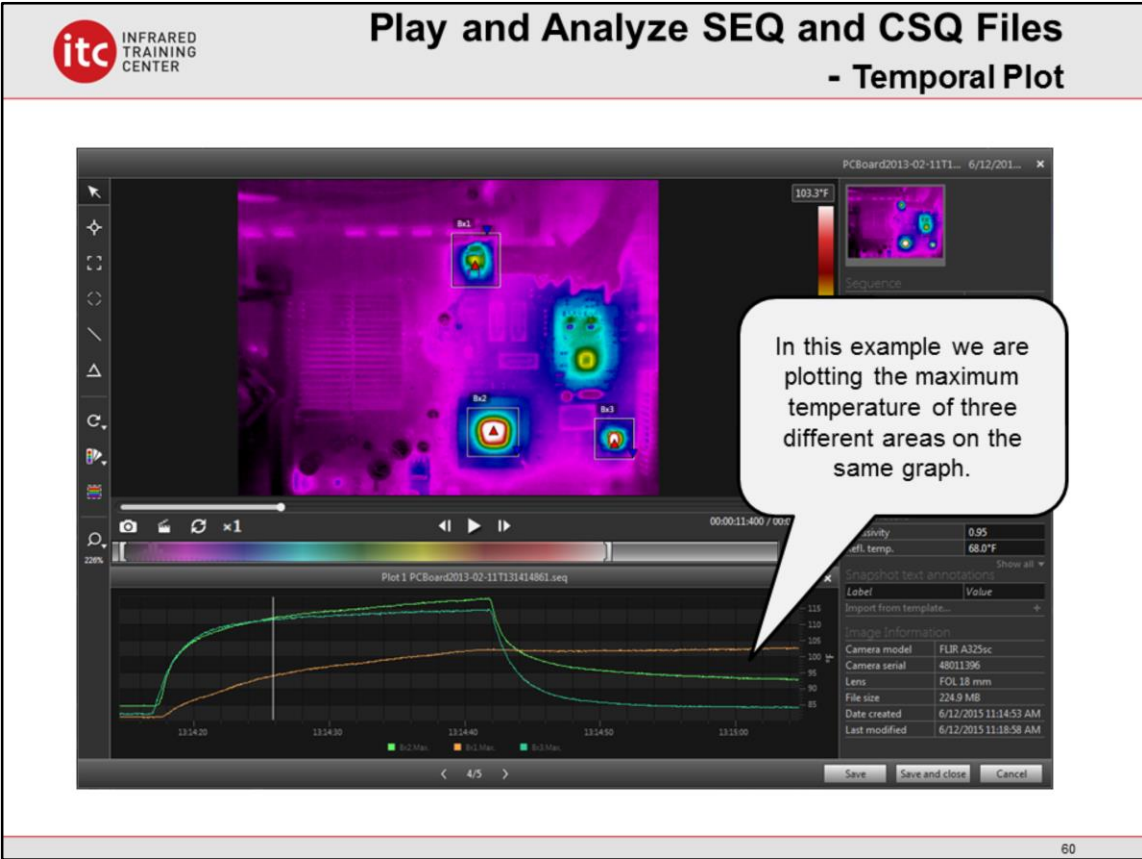 itc INFRARED
TRAINING
CENTER
Play and Analyze SEQ and CSQ Files
- Temporal Plot
PCBoard2013-02-11T1... 6/12/201...
103.3°F
Bx1
Sequence
In this example we are
plotting the maximum
temperature of three
different areas on the
same graph.
Bx2
Bx3
×1
00:00:11:400
226%
0.95
Refl. temp. 68.0°F
Show all
Snapshot text annotations
Label Value
Import from template...
Image Information
Camera model FLIR A325sc
Camera serial 48011396
Lens FOL 18 mm
File size 224.9 MB
Date created 6/12/2015 11:14:53 AM
Last modified 6/12/2015 11:18:58 AM
Plot 1 PCBoard2013-02-11T131414861.seq
115
110
105
100
°F
95
90
85
13:14:20 13:14:30 13:14:40 13:14:50 13:15:00
Bx2.Max. Bx1.Max. Bx3.Max.
4/5
Save Save and close Cancel
60